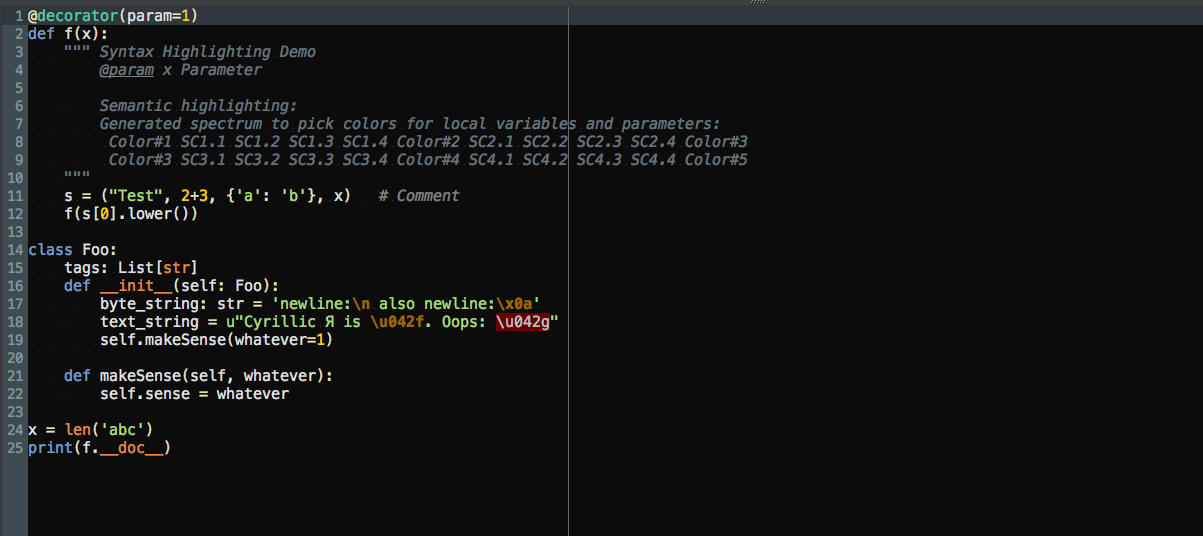 1 @decorator(param=1)
2 def f(x):
3     """ Syntax Highlighting Demo
4         @param x Parameter
5
6         Semantic highlighting:
7         Generated spectrum to pick colors for local variables and parameters:
8          Color#1 SC1.1 SC1.2 SC1.3 SC1.4 Color#2 SC2.1 SC2.2 SC2.3 SC2.4 Color#3
9          Color#3 SC3.1 SC3.2 SC3.3 SC3.4 Color#4 SC4.1 SC4.2 SC4.3 SC4.4 Color#5
10     """
11     s = ("Test", 2+3, {'a': 'b'}, x)   # Comment
12     f(s[0].lower())
13
14 class Foo:
15     tags: List[str]
16     def __init__(self: Foo):
17         byte_string: str = 'newline:\n also newline:\x0a'
18         text_string = u"Cyrillic Я is \u042f. Oops: \u042g"
19         self.makeSense(whatever=1)
20
21     def makeSense(self, whatever):
22         self.sense = whatever
23
24 x = len('abc')
25 print(f.__doc__)